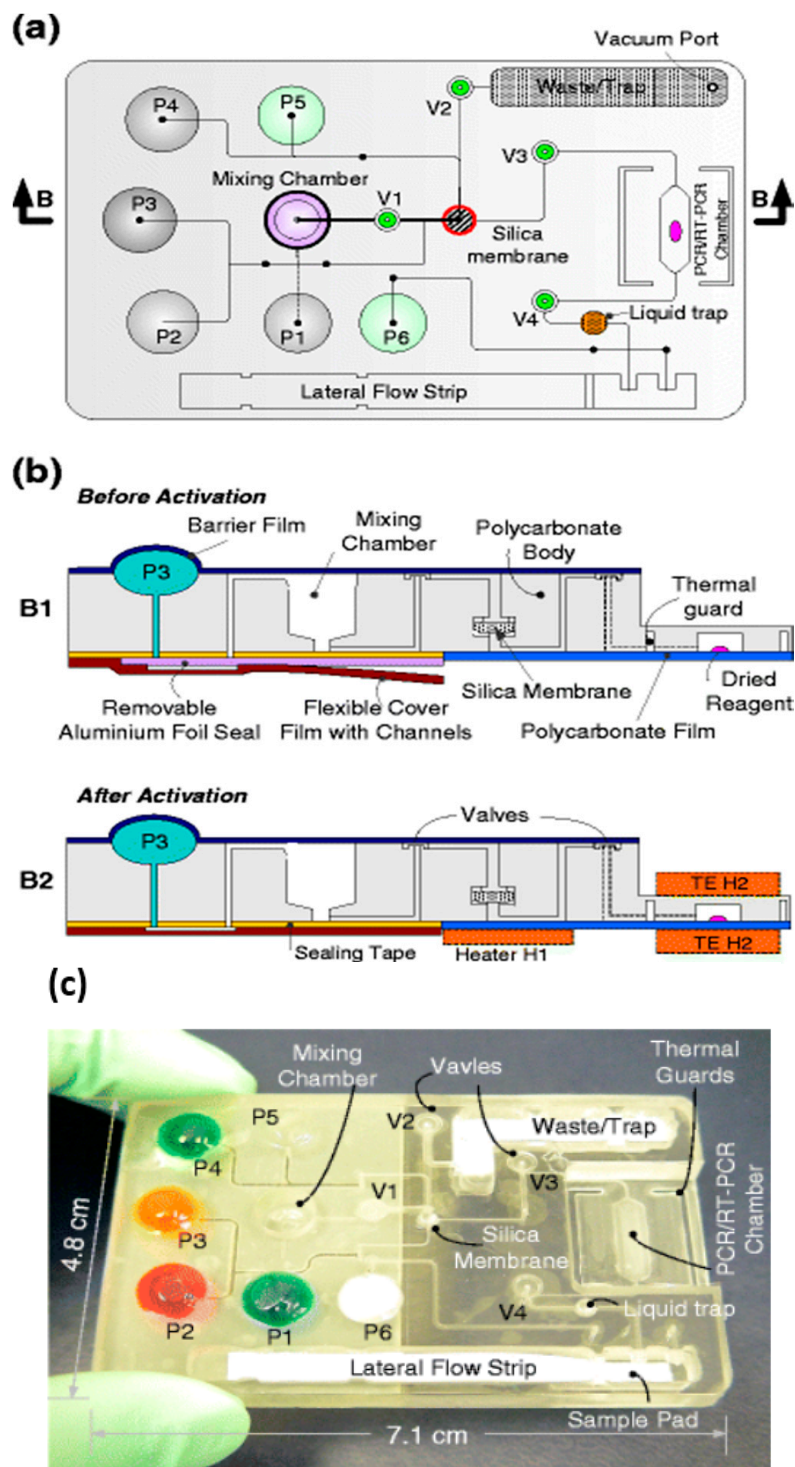 (a)
Vacuum Port
P4
P5
V2
Waste/Trap
V3
B
Mixing Chamber
B
P3
V1
Silica
membrane
PCR/RT-PCR
Chamber
P2
P1
P6
V4
Liquid trap
Lateral Flow Strip
(b)
Before Activation
Barrier Film
Mixing
Chamber
Polycarbonate
Body
P3
Thermal
guard
B1
Removable
Aluminium Foil Seal
Flexible Cover
Film with Channels
Silica Membrane
Dried
Reagent
Polycarbonate Film
After Activation
P3
Valves
B2
TE H2
Sealing Tape
Heater H1
TE H2
(c)
Mixing
Chamber
Vavles
Thermal
Guards
P5
V2
Waste/Trap
P4
V1
V3
P3
Silica
Membrane
PCR/RT-PCR
Chamber
4.8 cm
P2
P1
P6
V4
Liquid trap
Lateral Flow Strip
Sample Pad
7.1 cm